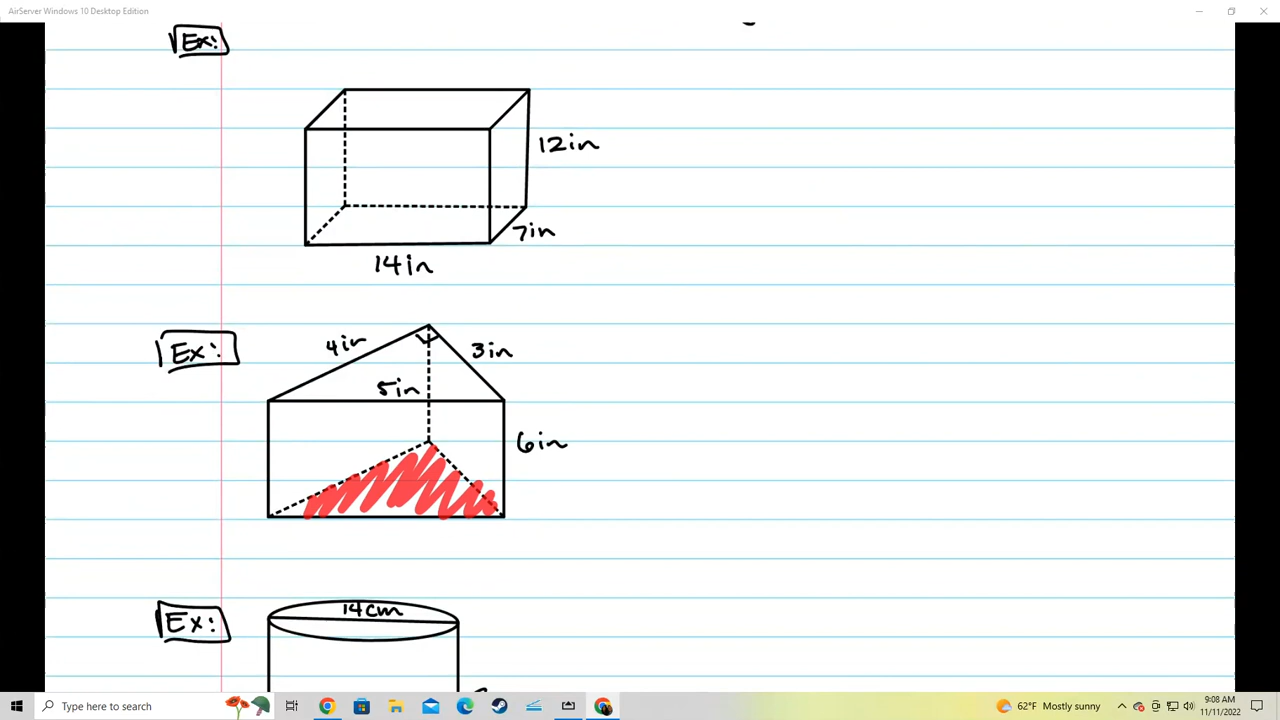 AirServer Windows 10 Desktop Edition
Ex:
12in
7in
14in
Ex:
4in
3in
5in
6in
Ex:
14cm
Type here to search
62°F Mostly sunny
9:08 AM
11/11/2022